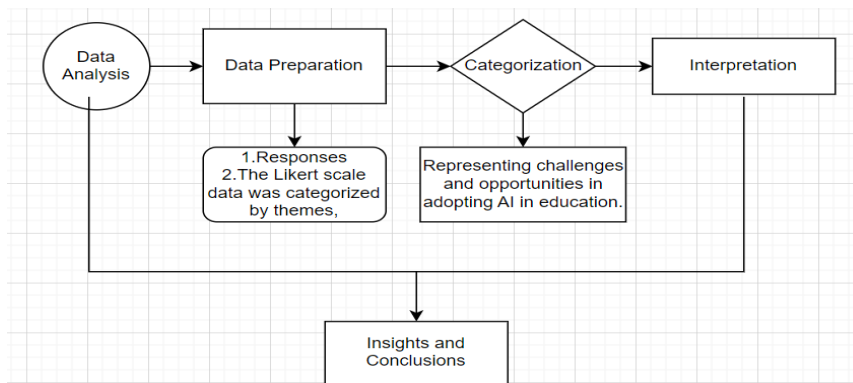 Data
Analysis
Data Preparation
Categorization
Interpretation
1.Responses
2.The Likert scale
data was categorized
by themes,
Representing challenges
and opportunities in
adopting AI in education.
Insights and
Conclusions